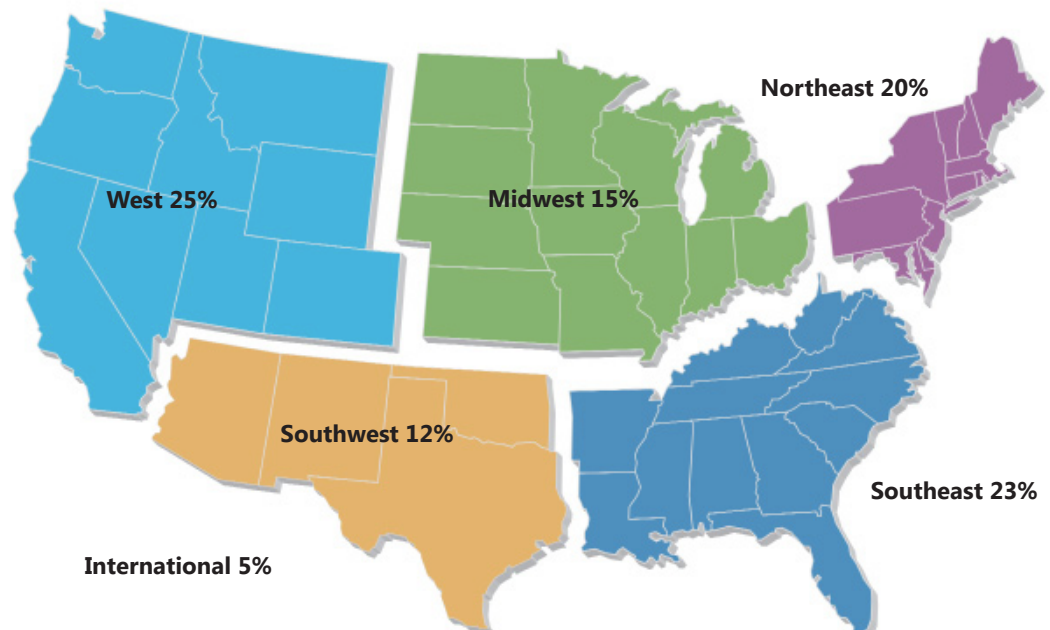 Northeast 20%
West 25%
Midwest 15%
Southwest 12%
Southeast 23%
International 5%